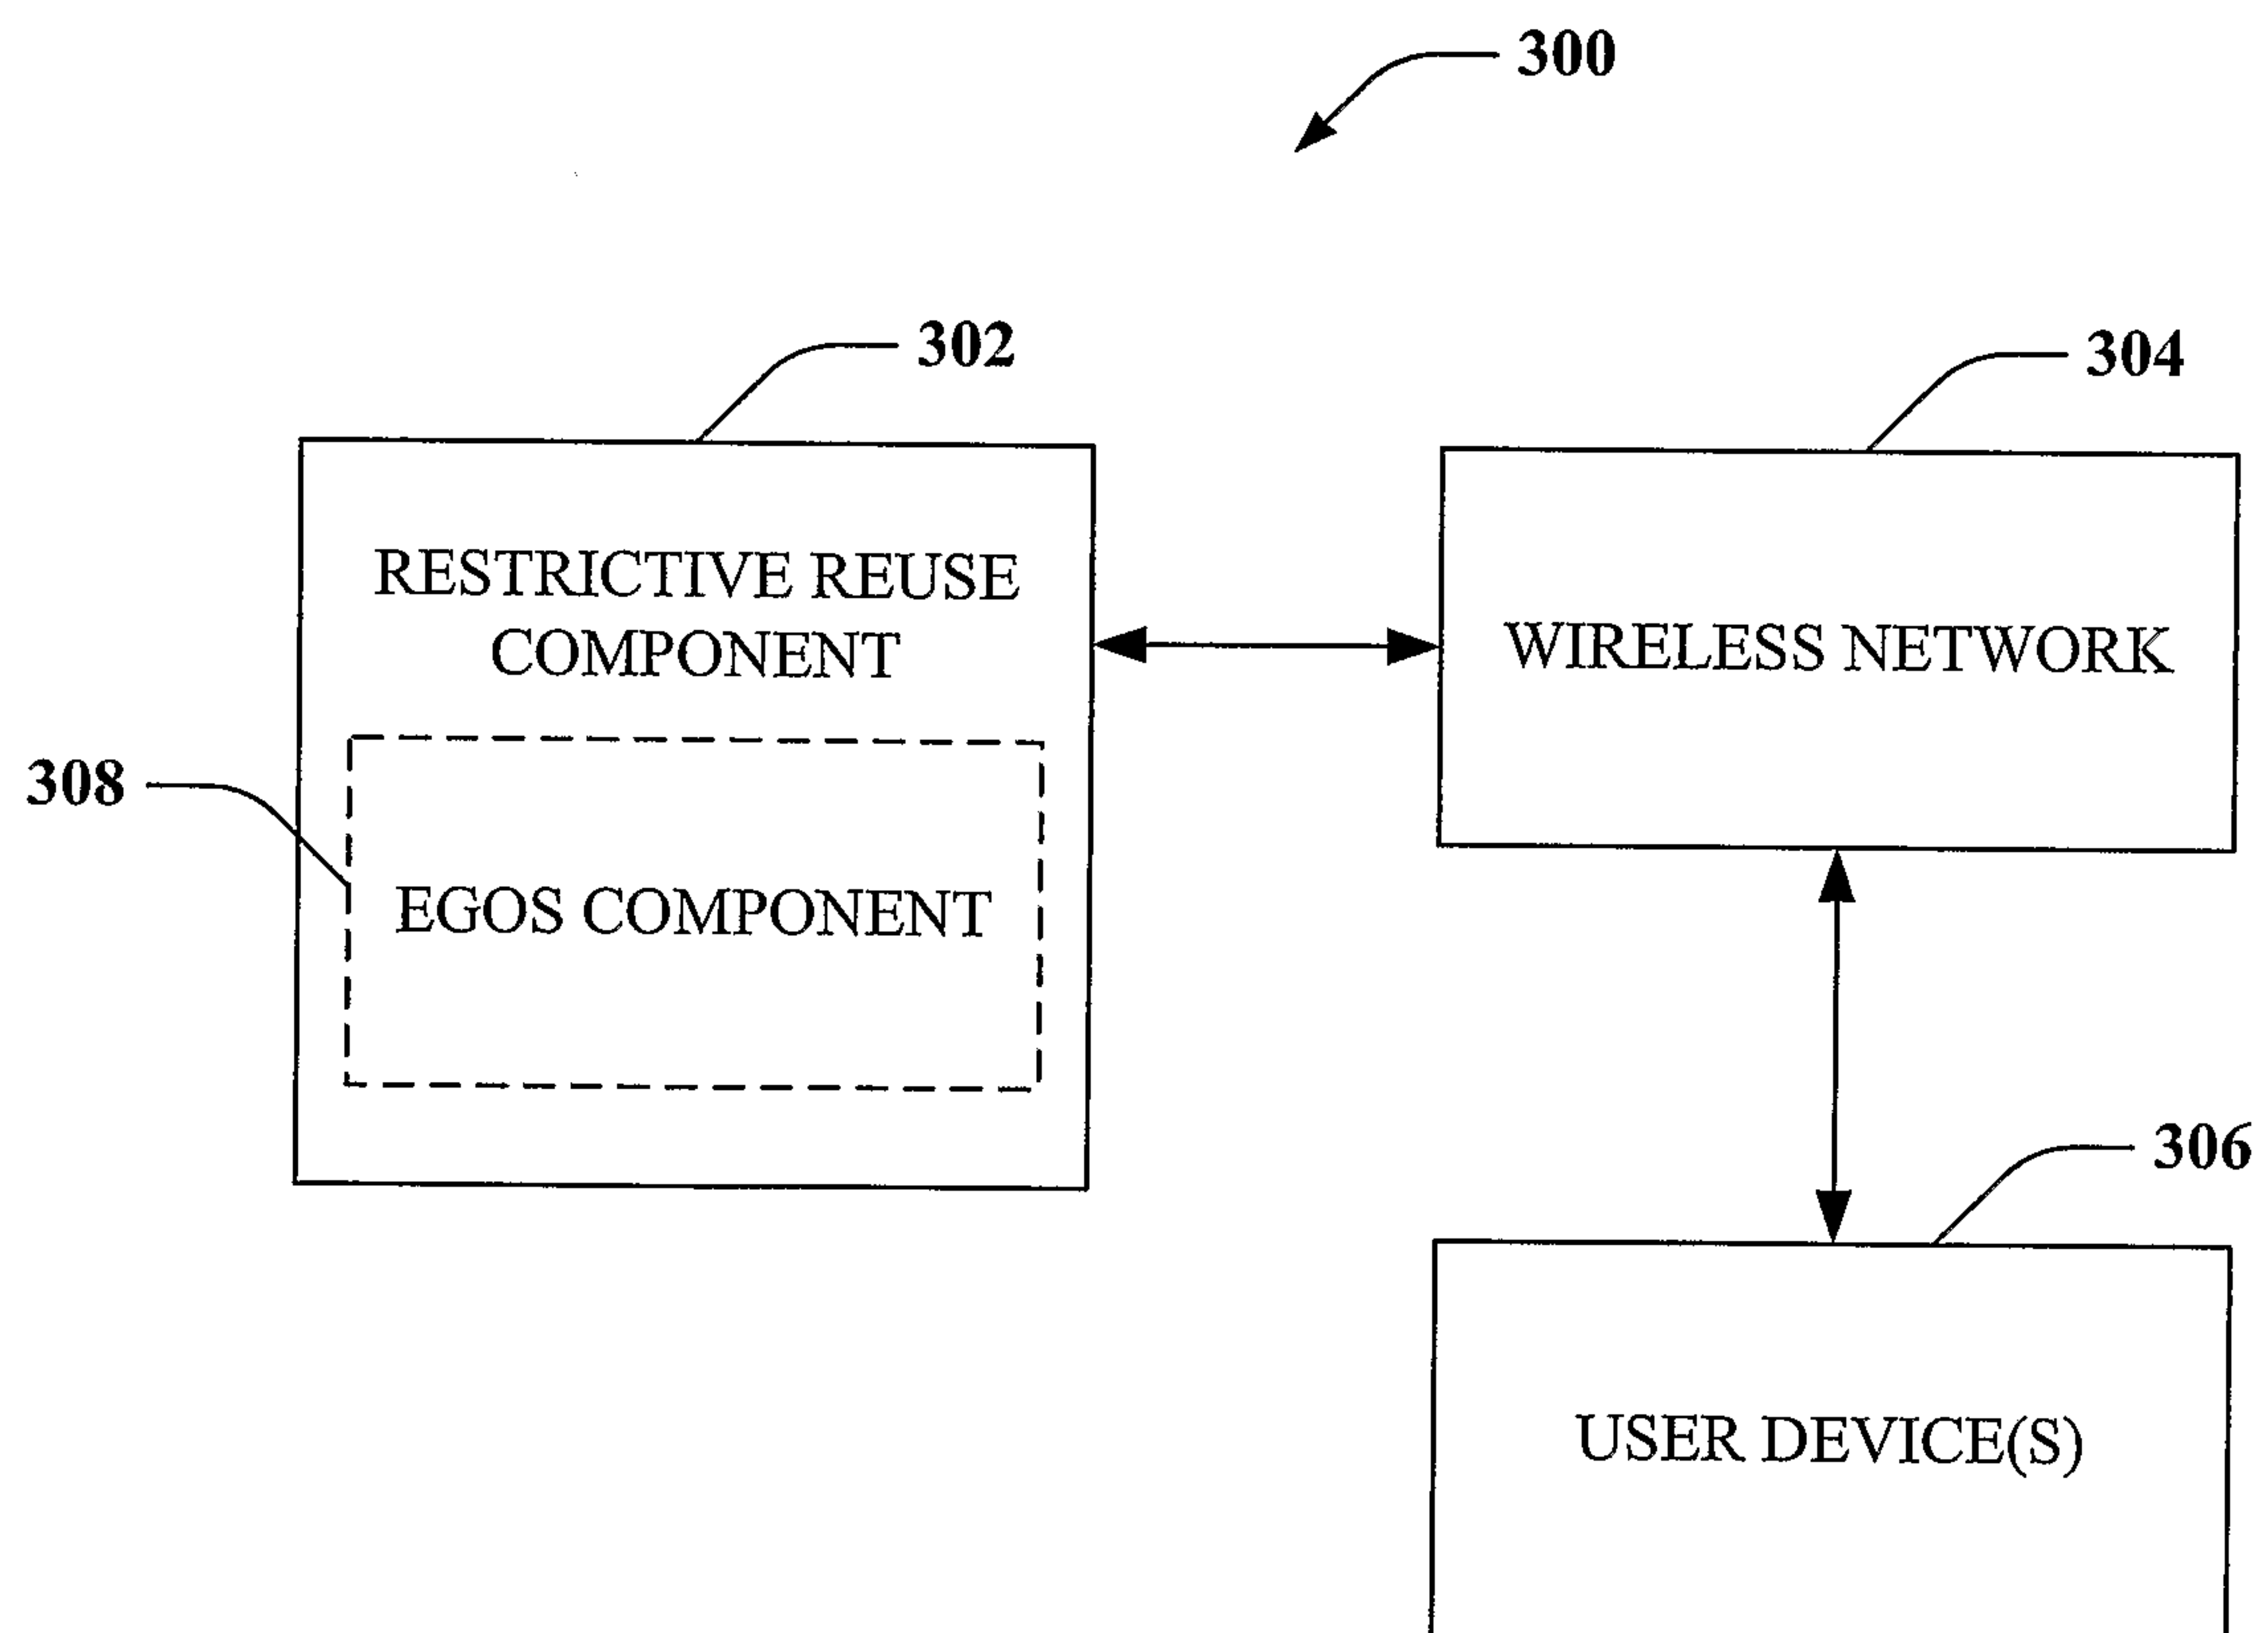 300
302
304
RESTRICTIVE REUSE
COMPONENT
WIRELESS NETWORK
308
EGOS COMPONENT
306
USER DEVICE(S)